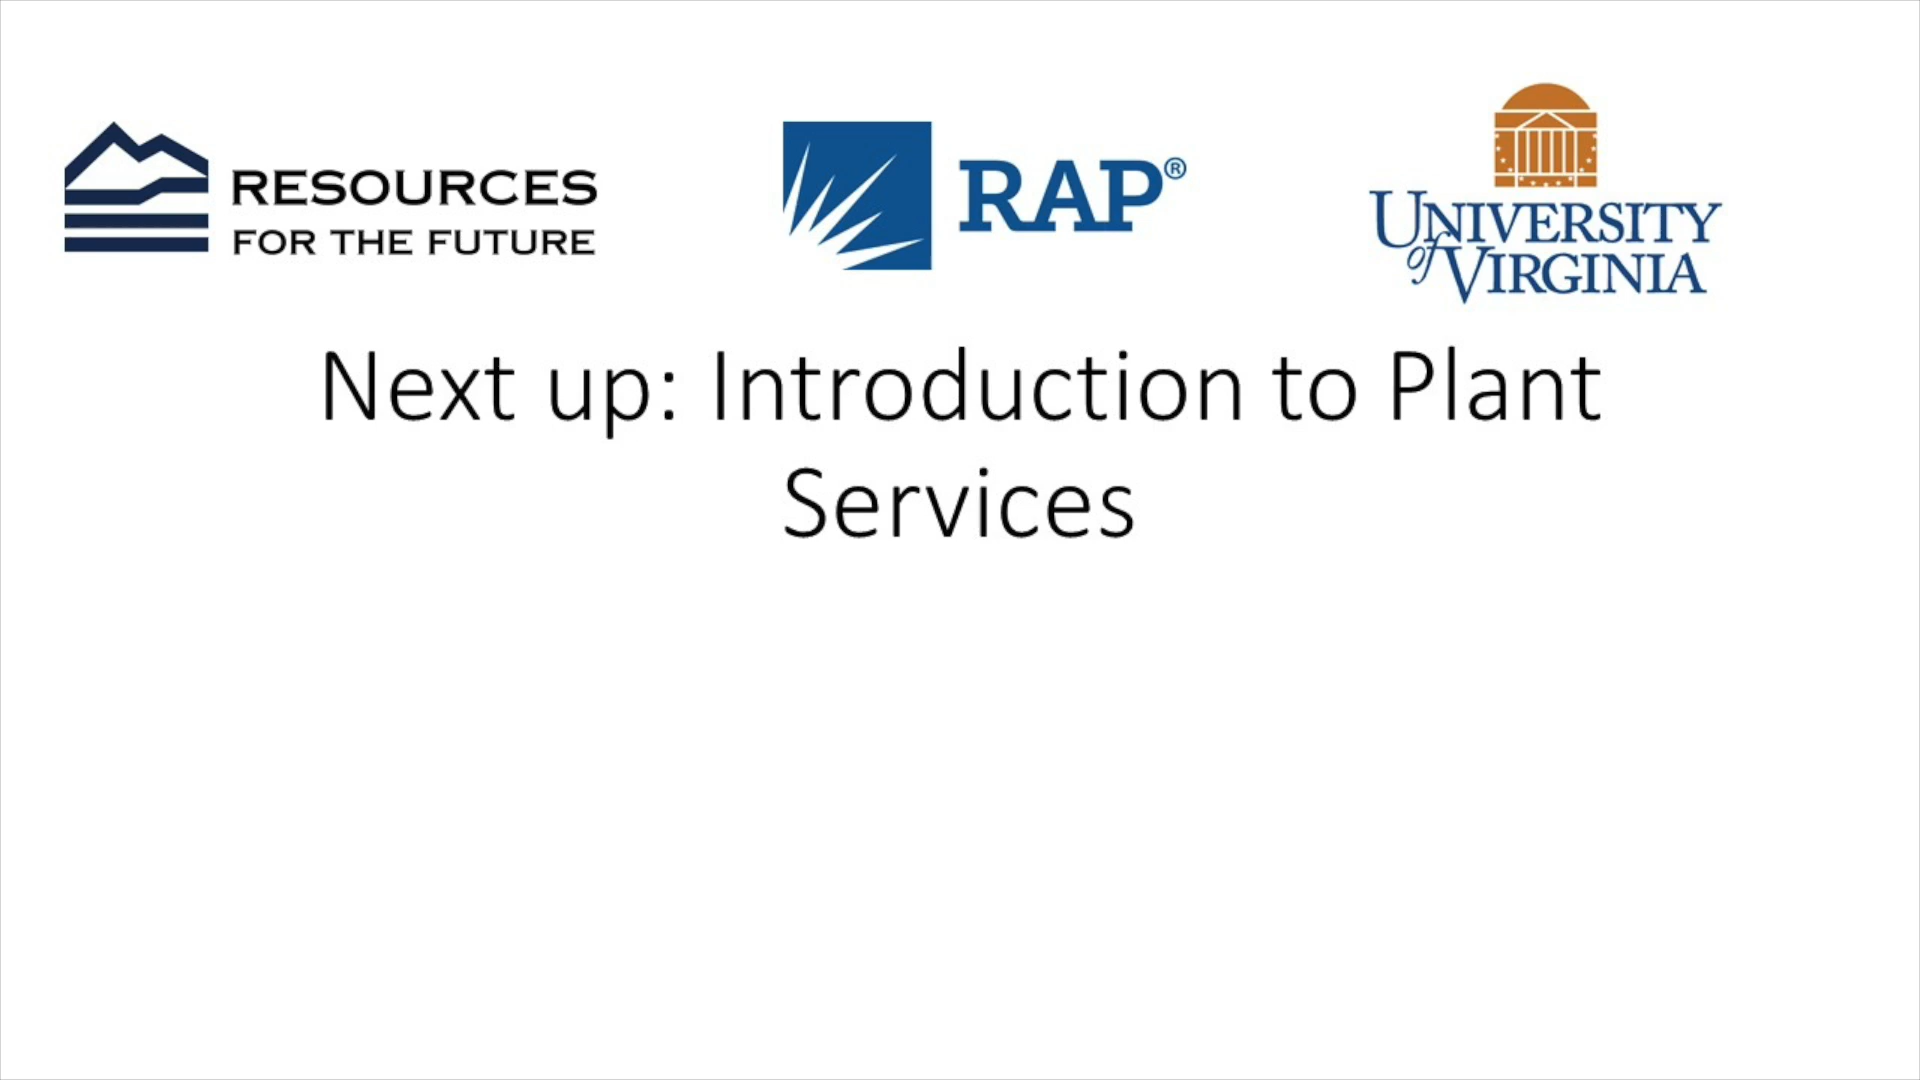 RESOURCES
FOR THE FUTURE
RAP®
UNIVERSITY
of VIRGINIA
Next up: Introduction to Plant
Services